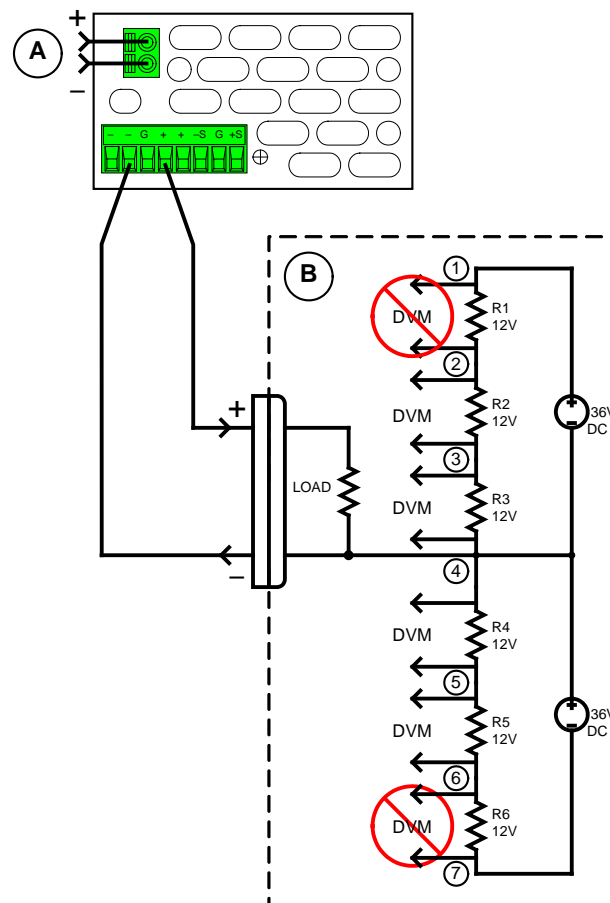 +
A
−
− − G + + −S G +S
B
1
DVM
R1
12V
2
+
DVM
R2
12V
36V
DC
3
LOAD
DVM
R3
12V
−
4
DVM
R4
12V
5
DVM
R5
12V
36V
DC
6
DVM
R6
12V
7